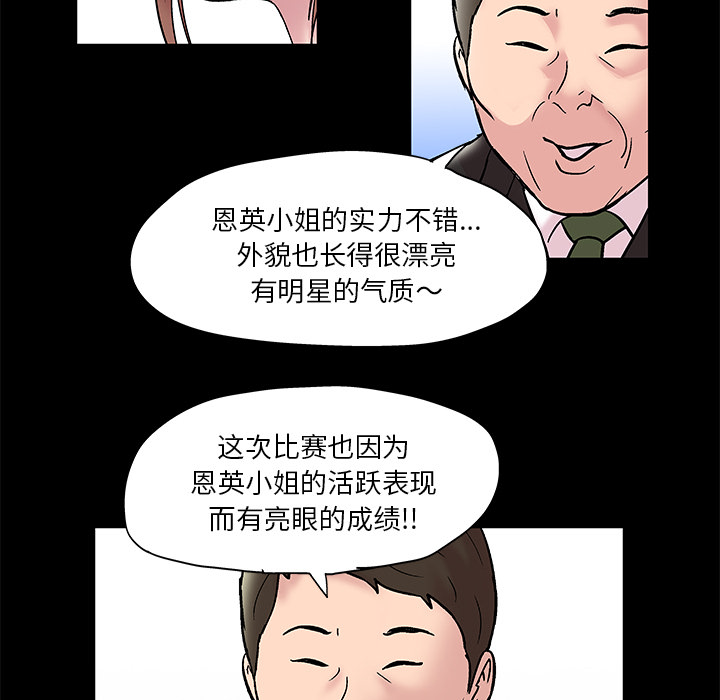 恩英小姐的实力不错...
外貌也长得很漂亮
有明星的气质～
这次比赛也因为
恩英小姐的活跃表现
而有亮眼的成绩!!